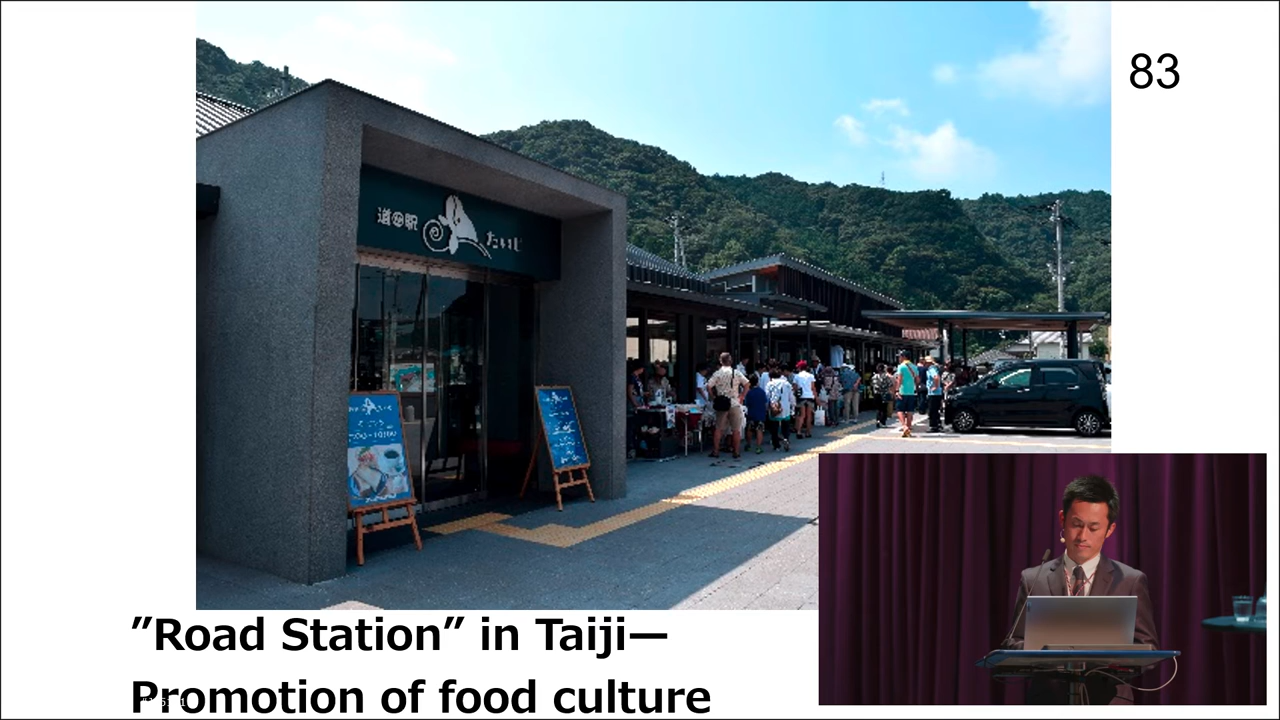 83
道の駅
たいじ
”Road Station” in Taiji—
Promotion of food culture